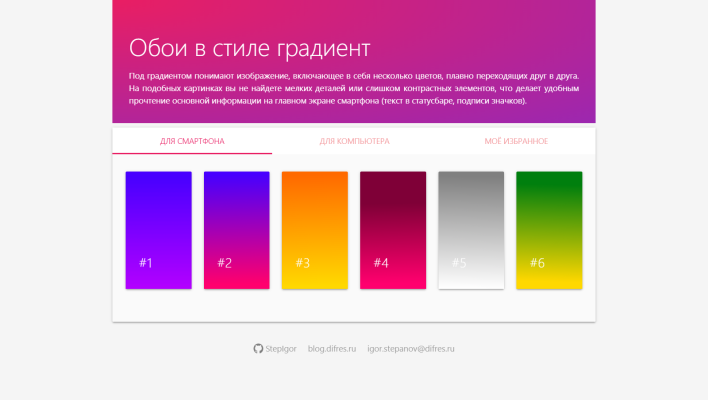 Обои в стиле градиент
Под градиентом понимают изображение, включающее в себя несколько цветов, плавно переходящих друг в друга.
На подобных картинках вы не найдете мелких деталей или слишком контрастных элементов, что делает удобным
прочтение основной информации на главном экране смартфона (текст в статусбаре, подписи значков).
ДЛЯ СМАРТФОНА ДЛЯ КОМПЬЮТЕРА МОЁ ИЗБРАННОЕ
#1 #2 #3 #4 #5 #6
StepIgor blog.difres.ru igor.stepanov@difres.ru